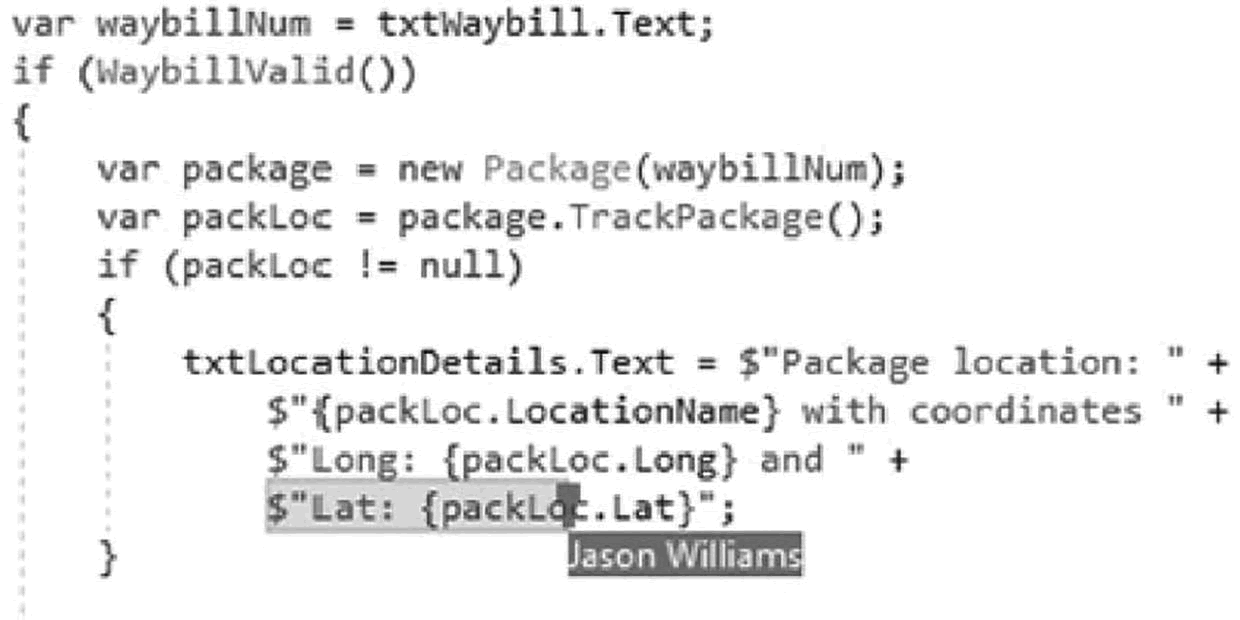 var waybillNum = txtWaybill.Text;
if (WaybillValid())
{
    var package = new Package(waybillNum);
    var packLoc = package.TrackPackage();
    if (packLoc != null)
    {
        txtLocationDetails.Text = $"Package location: " +
            $"{packLoc.LocationName} with coordinates " +
            $"Long: {packLoc.Long} and " +
            $"Lat: {packLoc.Lat}";
    }
Jason Williams